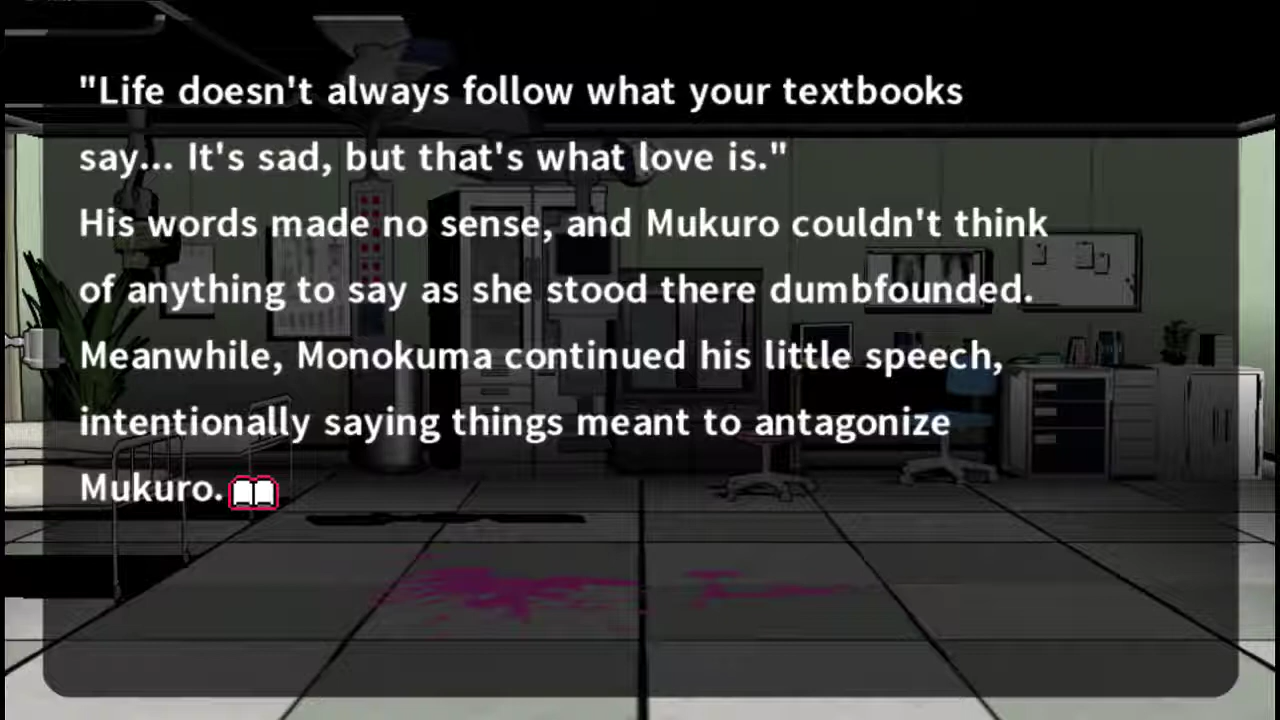 "Life doesn't always follow what your textbooks
say... It's sad, but that's what love is."
His words made no sense, and Mukuro couldn't think
of anything to say as she stood there dumbfounded.
Meanwhile, Monokuma continued his little speech,
intentionally saying things meant to antagonize
Mukuro.